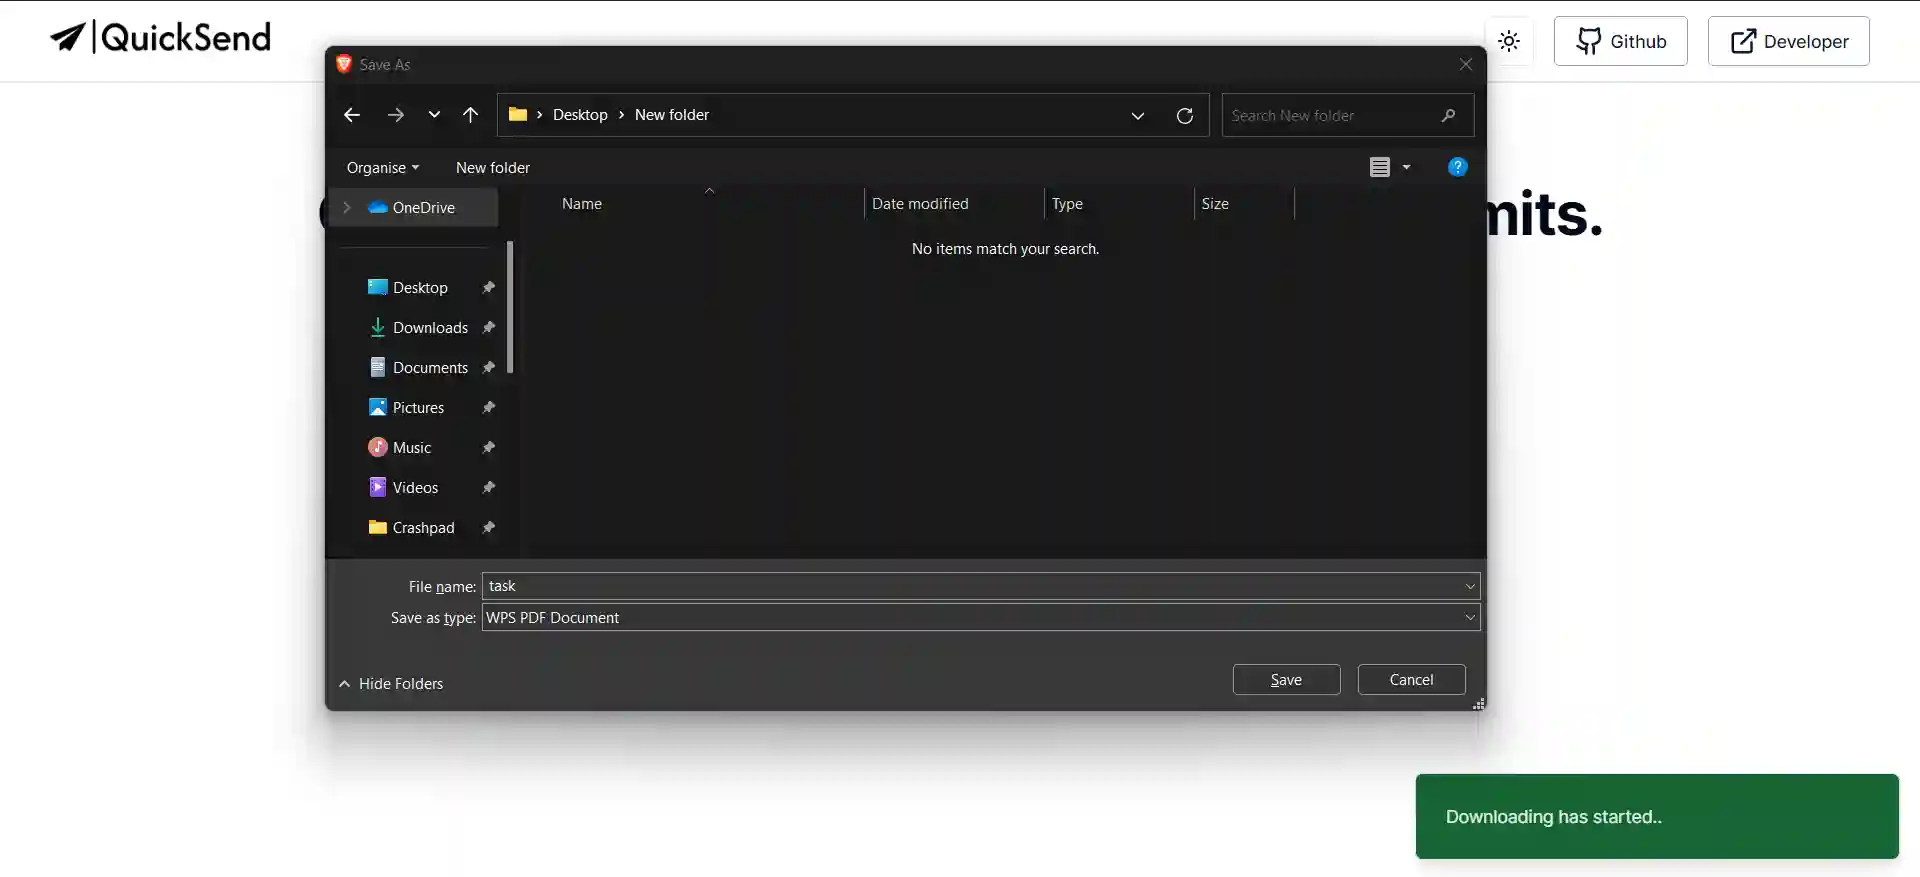 QuickSend
Github
Developer
Save As
Desktop
New folder
Search New folder
Organise
New folder
OneDrive
Name
Date modified
Type
Size
mits.
No items match your search.
Desktop
Downloads
Documents
Pictures
Music
Videos
Crashpad
File name: task
Save as type: WPS PDF Document
Hide Folders
Save
Cancel
Downloading has started..